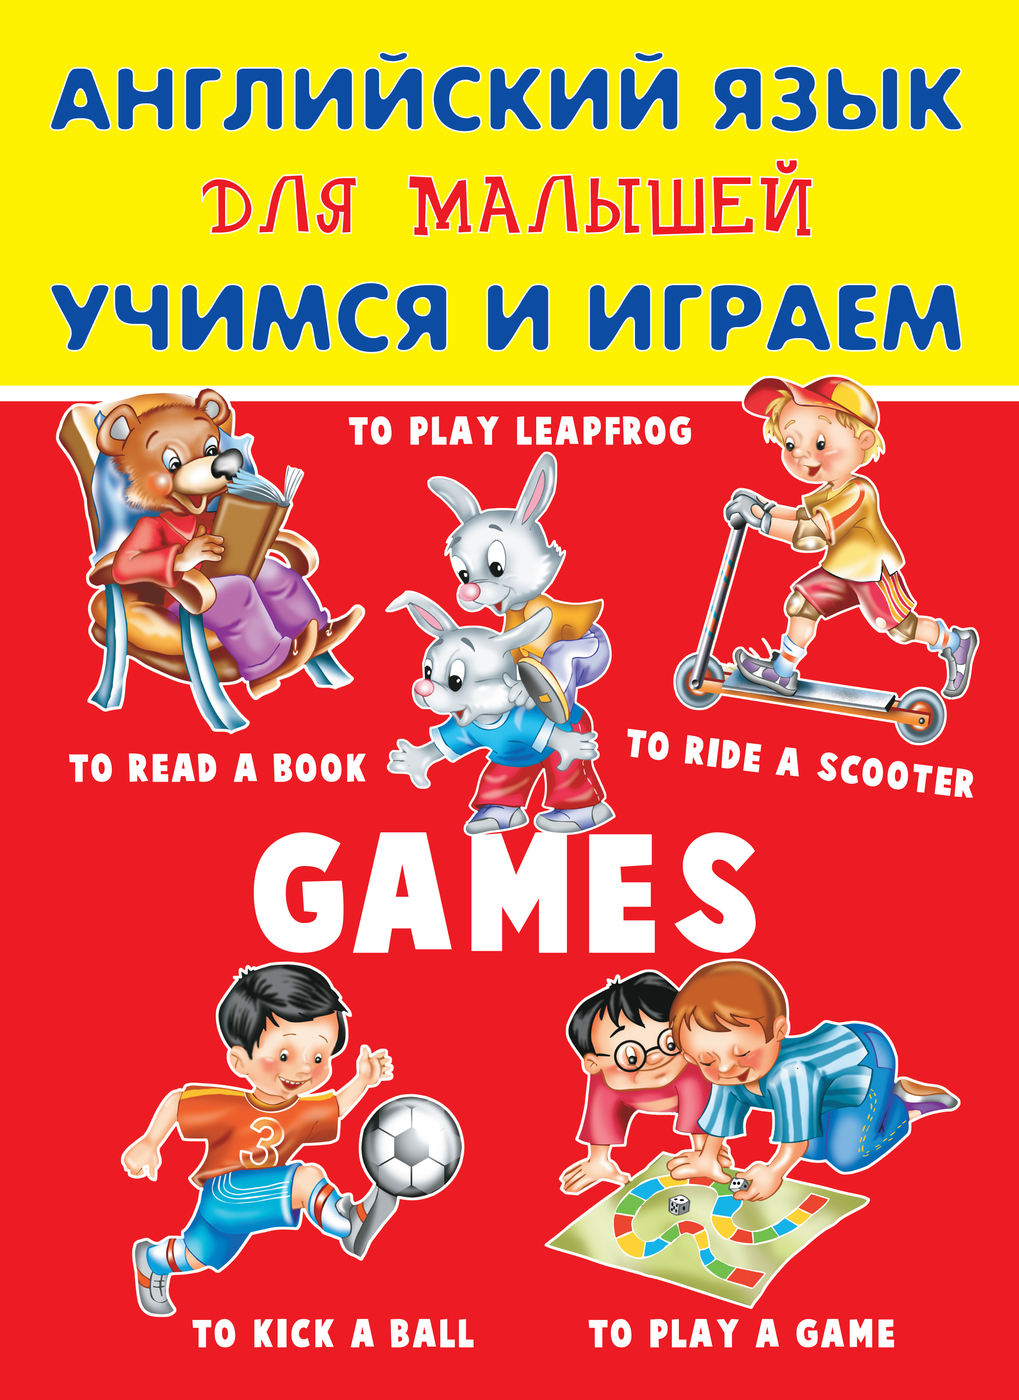 АНГЛИЙСКИЙ ЯЗЫК
ДЛЯ МАЛЫШЕЙ
УЧИМСЯ И ИГРАЕМ
TO PLAY LEAPFROG
TO READ A BOOK
TO RIDE A SCOOTER
GAMES
3
TO KICK A BALL
TO PLAY A GAME